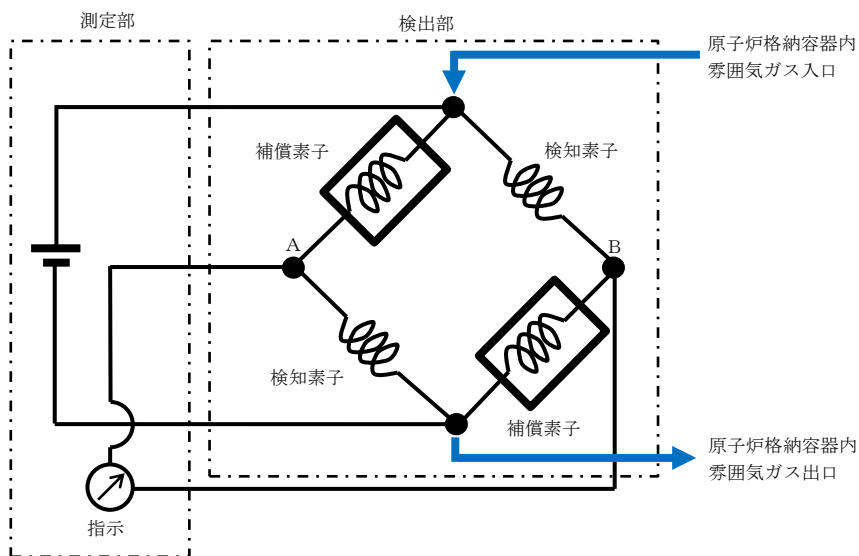 測定部
検出部
原子炉格納容器内
雰囲気ガス入口
補償素子
検知素子
A
B
検知素子
補償素子
原子炉格納容器内
雰囲気ガス出口
指示